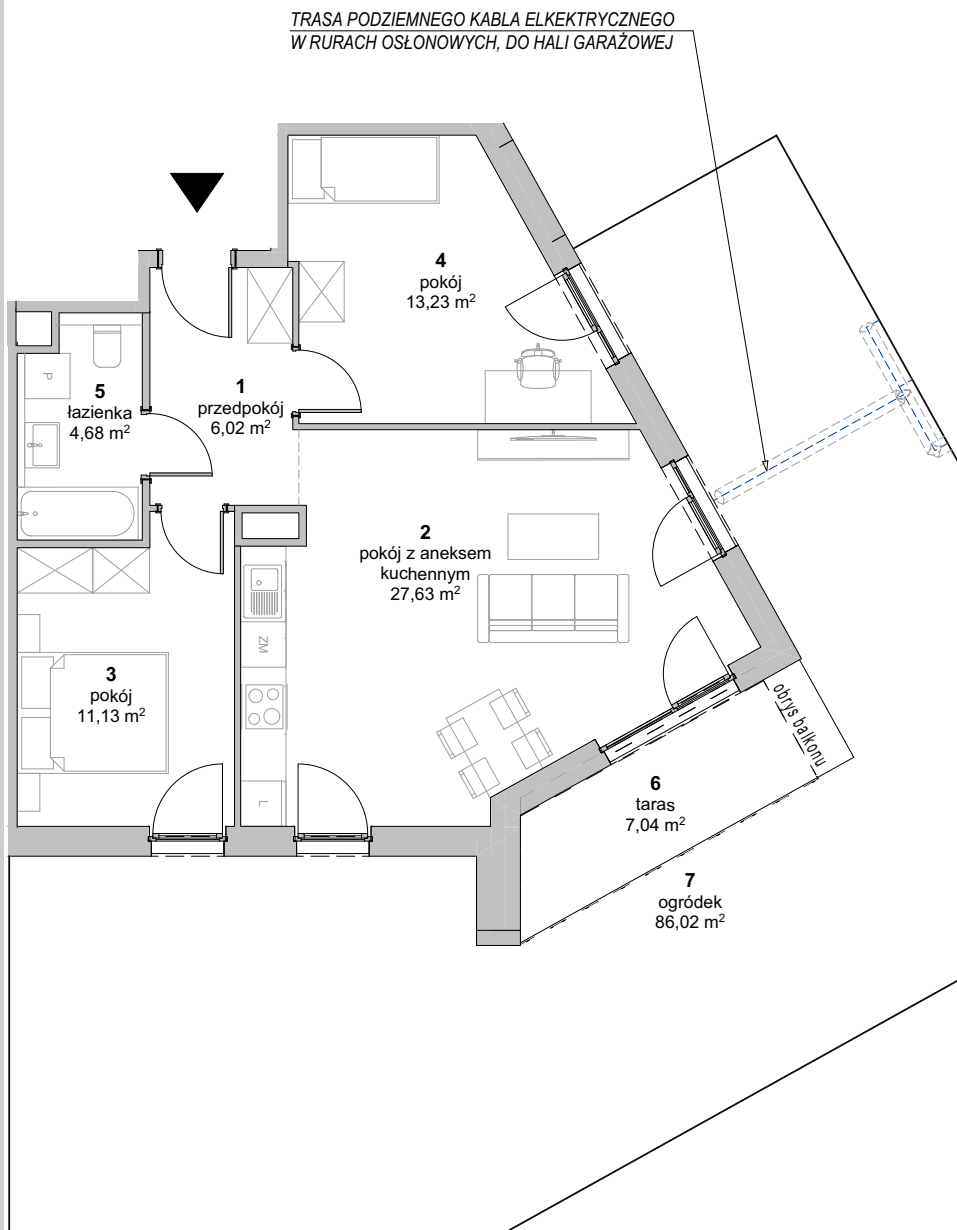 TRASA PODZIEMNEGO KABLA ELKEKTRYCZNEGO
W RURACH OSŁONOWYCH, DO HALI GARAŻOWEJ
4
pokój
13,23 m²
1
przedpokój
6,02 m²
P
5
łazienka
4,68 m²
2
pokój z aneksem
kuchennym
27,63 m²
ZM
3
pokój
11,13 m²
L
obrys balkonu
6
taras
7,04 m²
7
ogródek
86,02 m²